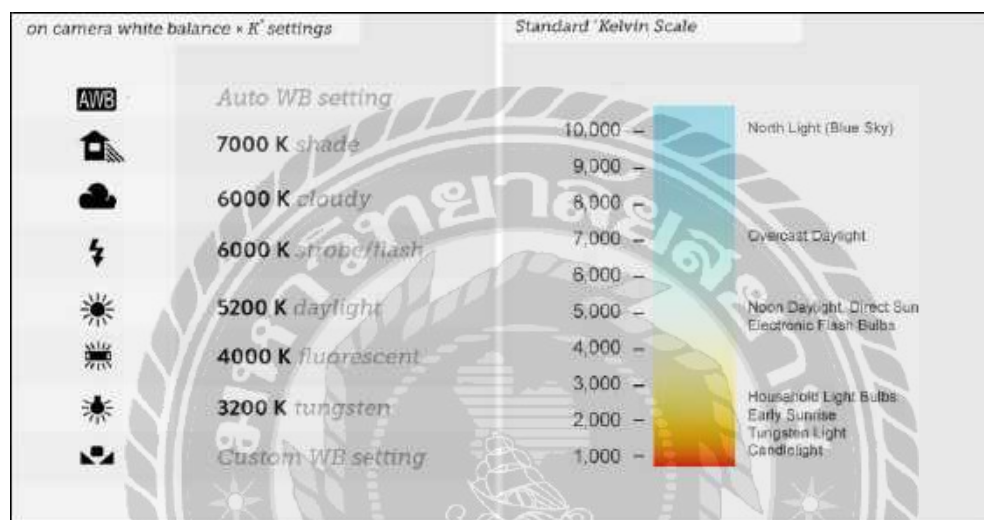 on camera white balance × K° settings
AWB Auto WB setting
7000 K shade
6000 K cloudy
6000 K strobe/flash
5200 K daylight
4000 K fluorescent
3200 K tungsten
Custom WB setting
Standard °Kelvin Scale
10,000 – North Light (Blue Sky)
9,000 –
8,000 –
7,000 – Overcast Daylight
6,000 –
5,000 – Noon Daylight, Direct Sun
Electronic Flash Bulbs
4,000 –
3,000 –
Household Light Bulbs
2,000 – Early Sunrise
Tungsten Light
1,000 – Candlelight